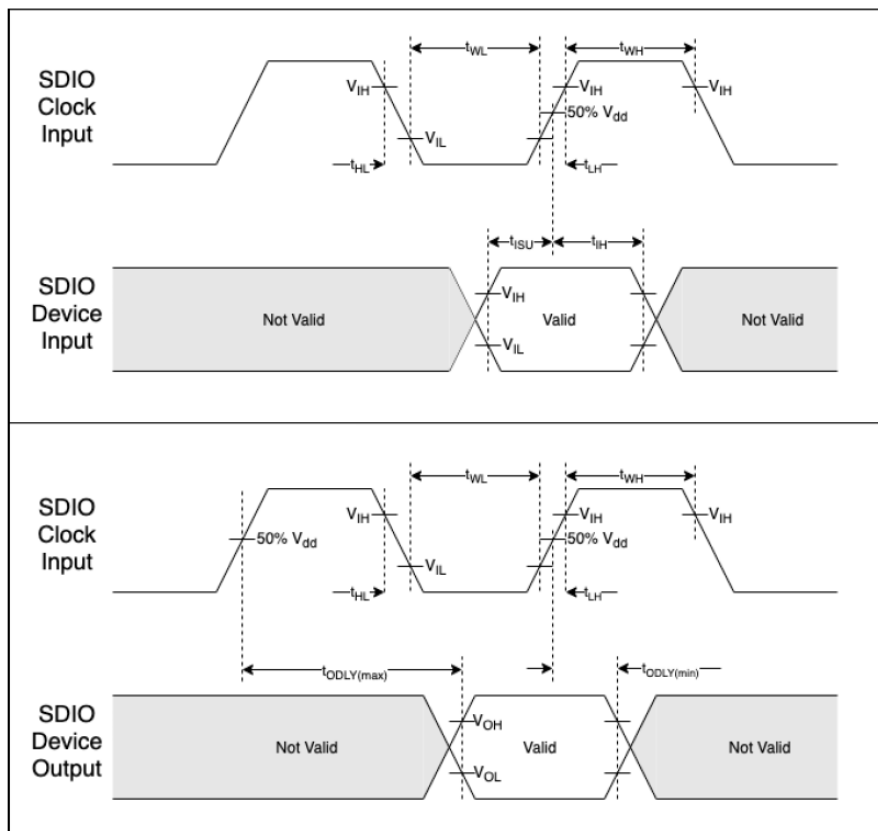 SDIO
Clock
Input
t_WL
t_WH
V_IH
V_IH
V_IH
50% V_dd
V_IL
t_HL
t_LH
t_ISU
t_IH
SDIO
Device
Input
Not Valid
V_IH
Valid
V_IL
Not Valid
SDIO
Clock
Input
t_WL
t_WH
50% V_dd
V_IH
V_IH
V_IH
50% V_dd
V_IL
t_HL
t_LH
t_ODLY(max)
t_ODLY(min)
SDIO
Device
Output
Not Valid
V_OH
Valid
V_OL
Not Valid